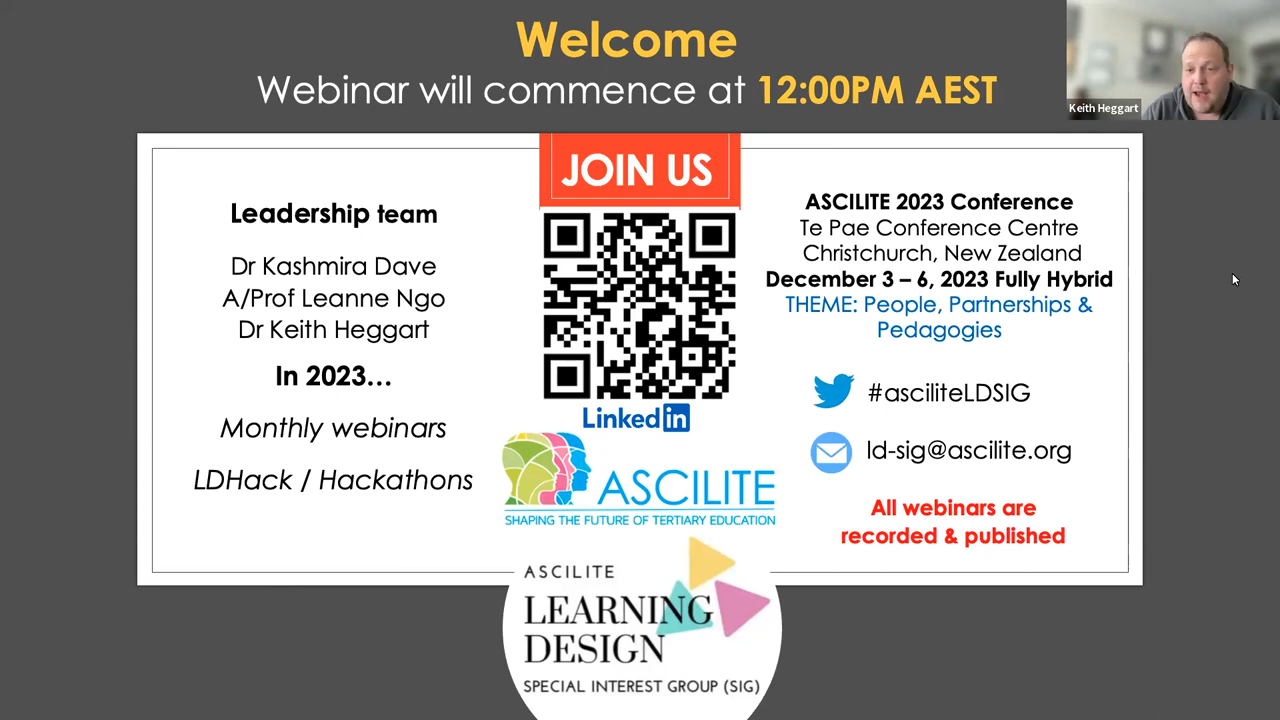 Welcome
Webinar will commence at 12:00PM AEST
Keith Heggart
JOIN US
Leadership team
Dr Kashmira Dave
A/Prof Leanne Ngo
Dr Keith Heggart
In 2023…
Monthly webinars
LDHack / Hackathons
Linked in
ASCILITE
SHAPING THE FUTURE OF TERTIARY EDUCATION
ASCILITE 2023 Conference
Te Pae Conference Centre
Christchurch, New Zealand
December 3 – 6, 2023 Fully Hybrid
THEME: People, Partnerships &
Pedagogies
#asciliteLDSIG
ld-sig@ascilite.org
All webinars are
recorded & published
ASCILITE
LEARNING
DESIGN
SPECIAL INTEREST GROUP (SIG)